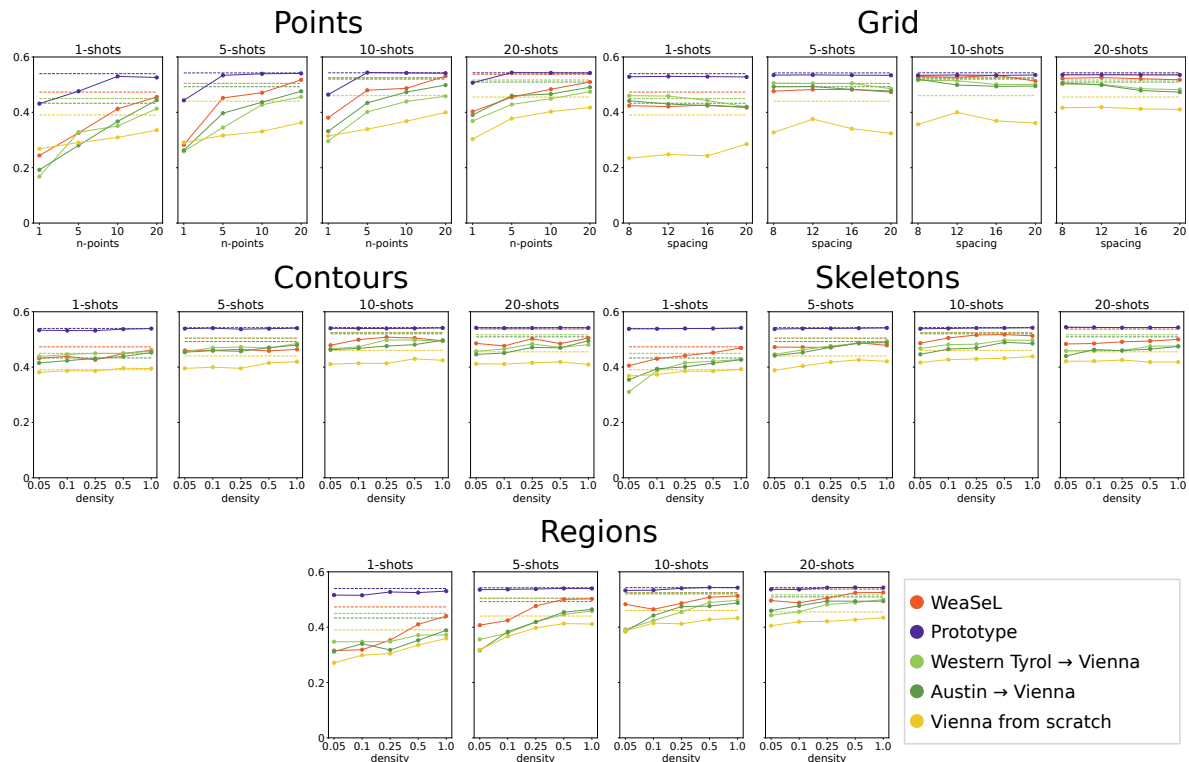 Points
Grid
1-shots 5-shots 10-shots 20-shots 1-shots 5-shots 10-shots 20-shots
0.6
0.4
0.2
0
1 5 10 20 1 5 10 20 1 5 10 20 1 5 10 20 8 12 16 20 8 12 16 20 8 12 16 20 8 12 16 20
n-points n-points n-points n-points spacing spacing spacing spacing
Contours
Skeletons
1-shots 5-shots 10-shots 20-shots 1-shots 5-shots 10-shots 20-shots
0.6
0.4
0.2
0
0.05 0.1 0.25 0.5 1.0 0.05 0.1 0.25 0.5 1.0 0.05 0.1 0.25 0.5 1.0 0.05 0.1 0.25 0.5 1.0 0.05 0.1 0.25 0.5 1.0 0.05 0.1 0.25 0.5 1.0 0.05 0.1 0.25 0.5 1.0 0.05 0.1 0.25 0.5 1.0
density density density density density density density density
Regions
1-shots 5-shots 10-shots 20-shots
0.6
0.4
0.2
0
0.05 0.1 0.25 0.5 1.0 0.05 0.1 0.25 0.5 1.0 0.05 0.1 0.25 0.5 1.0 0.05 0.1 0.25 0.5 1.0
density density density density
WeaSeL
Prototype
Western Tyrol → Vienna
Austin → Vienna
Vienna from scratch